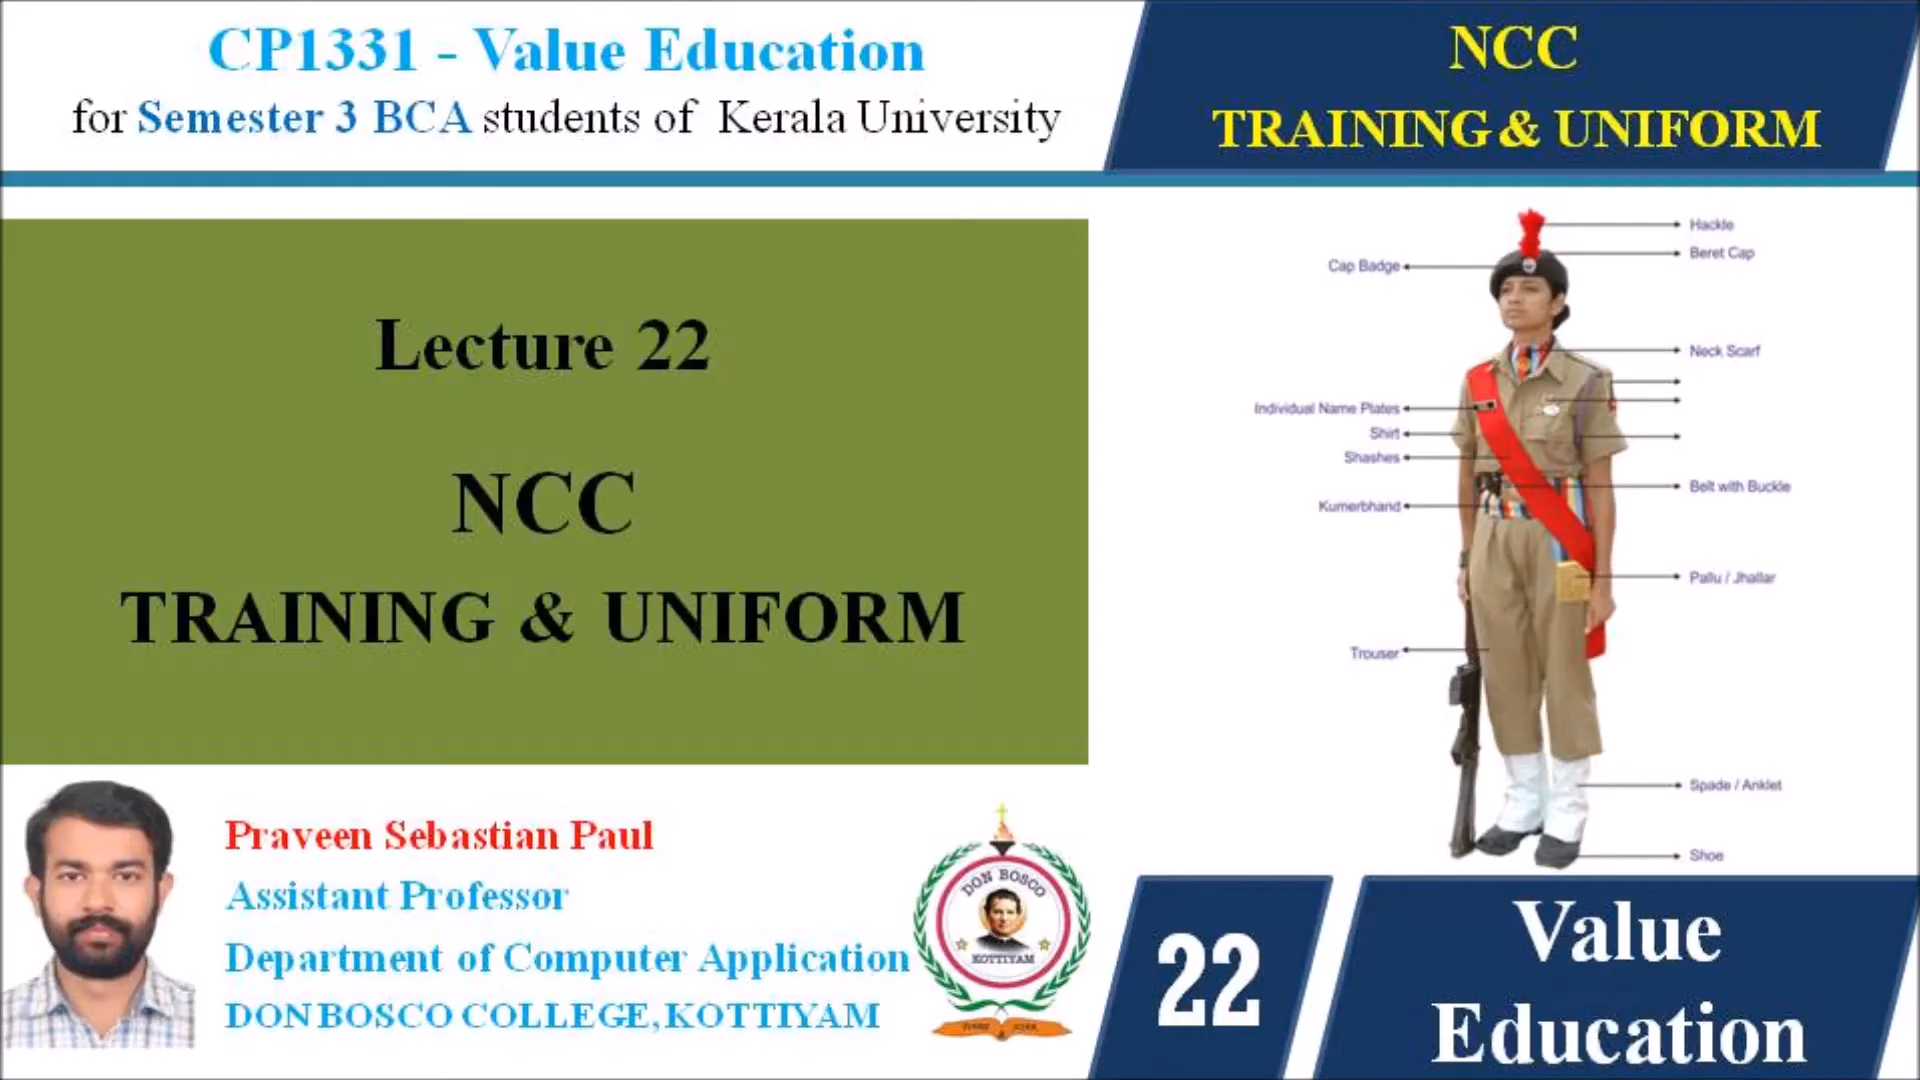 CP1331 - Value Education
for Semester 3 BCA students of Kerala University
NCC
TRAINING & UNIFORM
Lecture 22
NCC
TRAINING & UNIFORM
Hackle
Beret Cap
Cap Badge
Neck Scarf
Individual Name Plates
Shirt
Shashes
Belt with Buckle
Kumerbhand
Pallu / Jhallar
Trouser
Spade / Anklet
Shoe
Praveen Sebastian Paul
Assistant Professor
Department of Computer Application
DON BOSCO COLLEGE, KOTTIYAM
DON BOSCO
KOTTIYAM
22
Value
Education